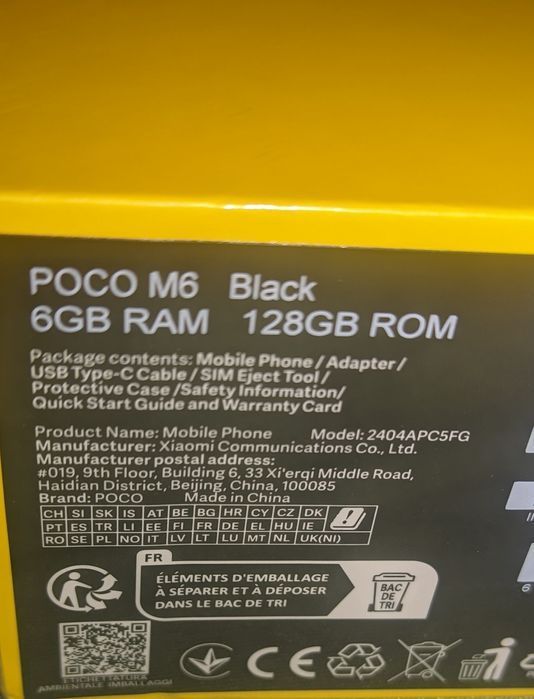 POCO M6 Black
6GB RAM 128GB ROM
Package contents: Mobile Phone / Adapter /
USB Type-C Cable / SIM Eject Tool /
Protective Case /Safety Information/
Quick Start Guide and Warranty Card
Product Name: Mobile Phone Model: 2404APC5FG
Manufacturer: Xiaomi Communications Co., Ltd.
Manufacturer postal address:
#019, 9th Floor, Building 6, 33 Xi'erqi Middle Road,
Haidian District, Beijing, China, 100085
Brand: POCO Made in China
CH SI SK IS AT BE BG HR CY CZ DK
PT ES TR LI EE FI FR DE EL HU IE
RO SE PL NO IT LV LT LU MT NL UK(NI)
FR
ÉLÉMENTS D'EMBALLAGE
À SÉPARER ET À DÉPOSER
DANS LE BAC DE TRI
BAC
DE
TRI
ETICHETTATURA
AMBIENTALE IMBALLAGGI
CE